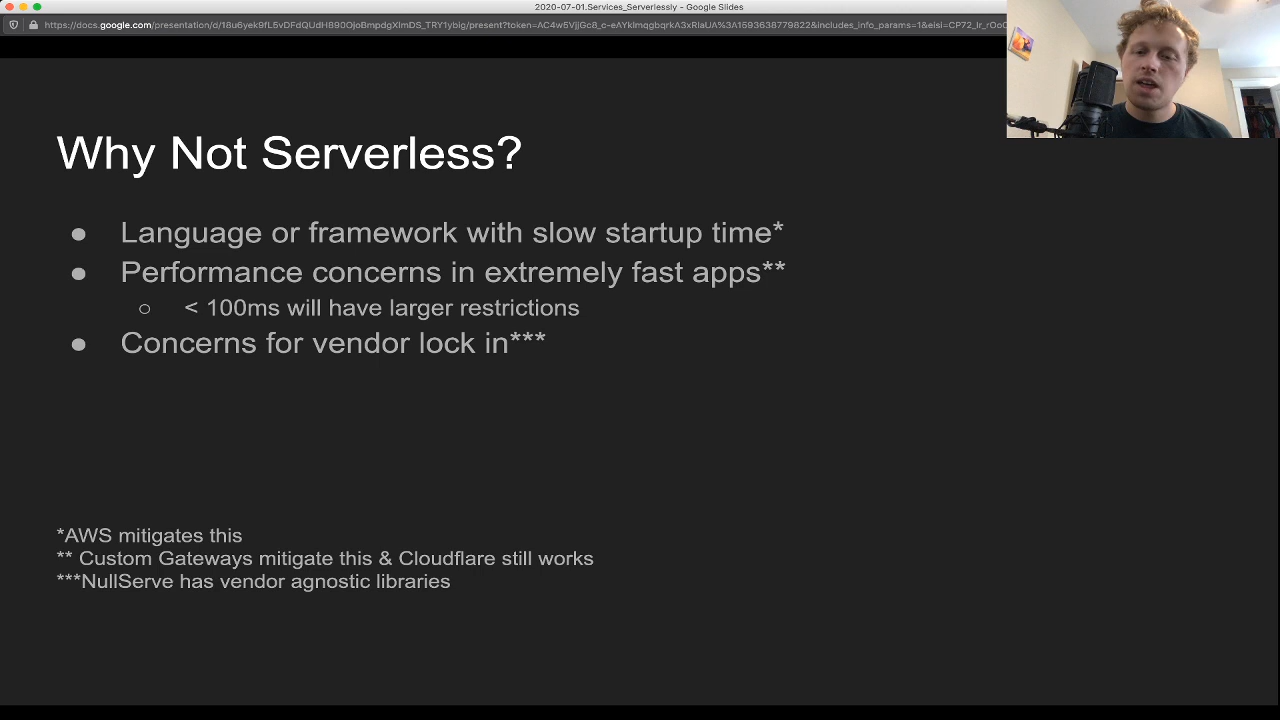 2020-07-01.Services_Serverlessly - Google Slides
Why Not Serverless?
● Language or framework with slow startup time*
● Performance concerns in extremely fast apps**
○ < 100ms will have larger restrictions
● Concerns for vendor lock in***
*AWS mitigates this
** Custom Gateways mitigate this & Cloudflare still works
***NullServe has vendor agnostic libraries